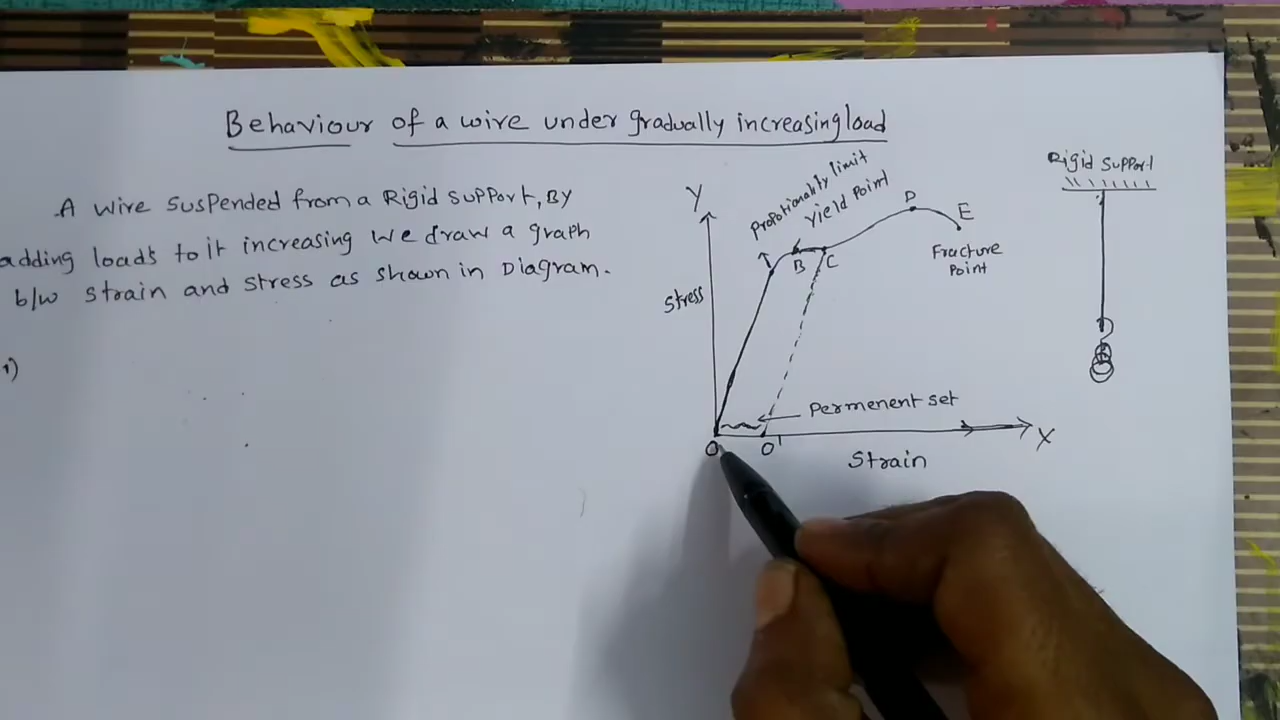 Behaviour of a wire under gradually increasing load
A wire suspended from a Rigid support, By
adding loads to it increasing We draw a graph
b/w strain and stress as shown in Diagram.
1)
Y
Stress
Propotionality limit
yield Point
B
C
D
E
Fracture
Point
Permenent set
O
O'
Strain
X
Rigid Support